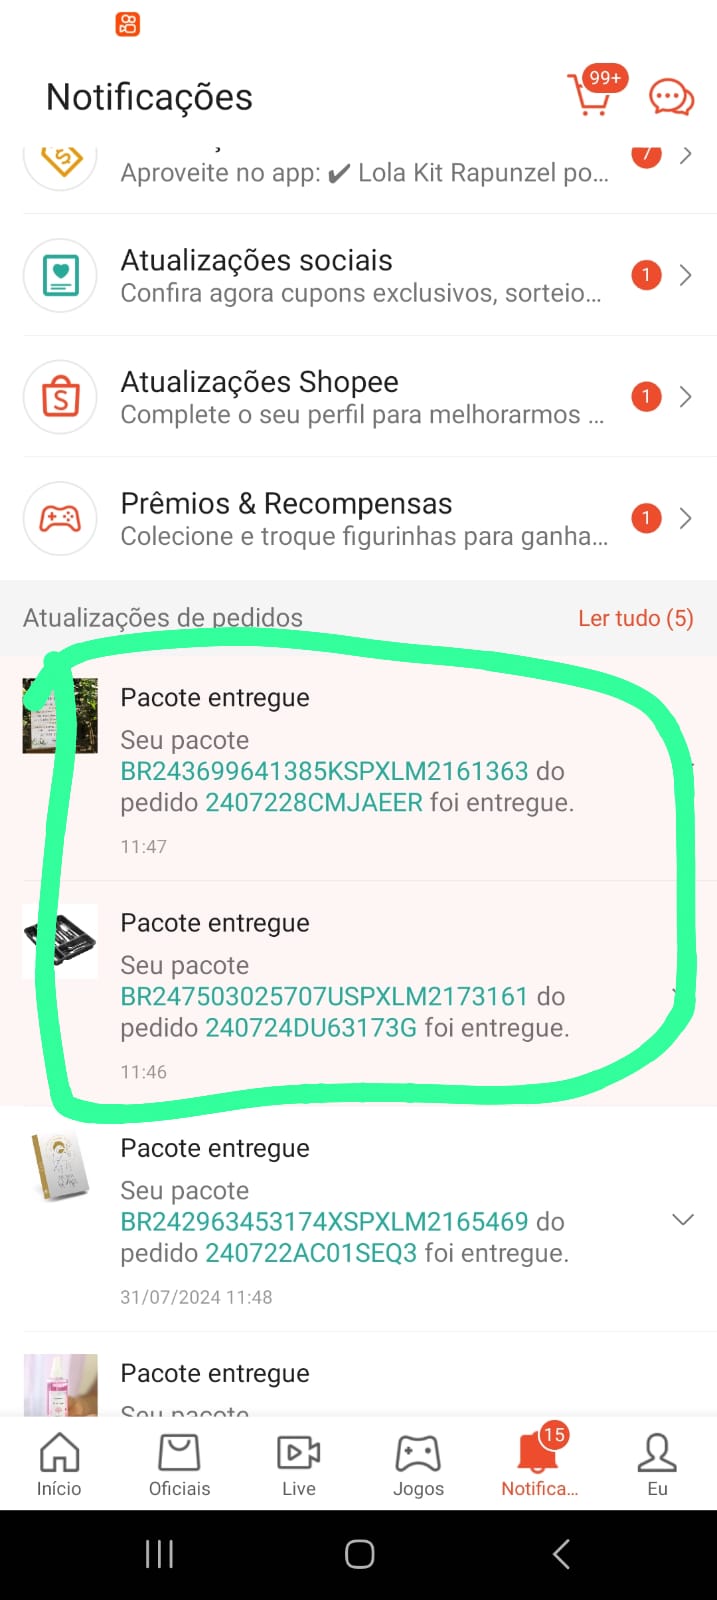 Notificações
99+
Aproveite no app: ✔ Lola Kit Rapunzel po...
7
Atualizações sociais
Confira agora cupons exclusivos, sorteio...
1
Atualizações Shopee
Complete o seu perfil para melhorarmos ...
1
Prêmios & Recompensas
Colecione e troque figurinhas para ganha...
1
Atualizações de pedidos
Ler tudo (5)
Pacote entregue
Seu pacote
BR243699641385KSPXLM2161363 do
pedido 2407228CMJAEER foi entregue.
11:47
Pacote entregue
Seu pacote
BR247503025707USPXLM2173161 do
pedido 240724DU63173G foi entregue.
11:46
Pacote entregue
Seu pacote
BR242963453174XSPXLM2165469 do
pedido 240722AC01SEQ3 foi entregue.
31/07/2024 11:48
Pacote entregue
Seu pacote
15
Início
Oficiais
Live
Jogos
Notifica...
Eu